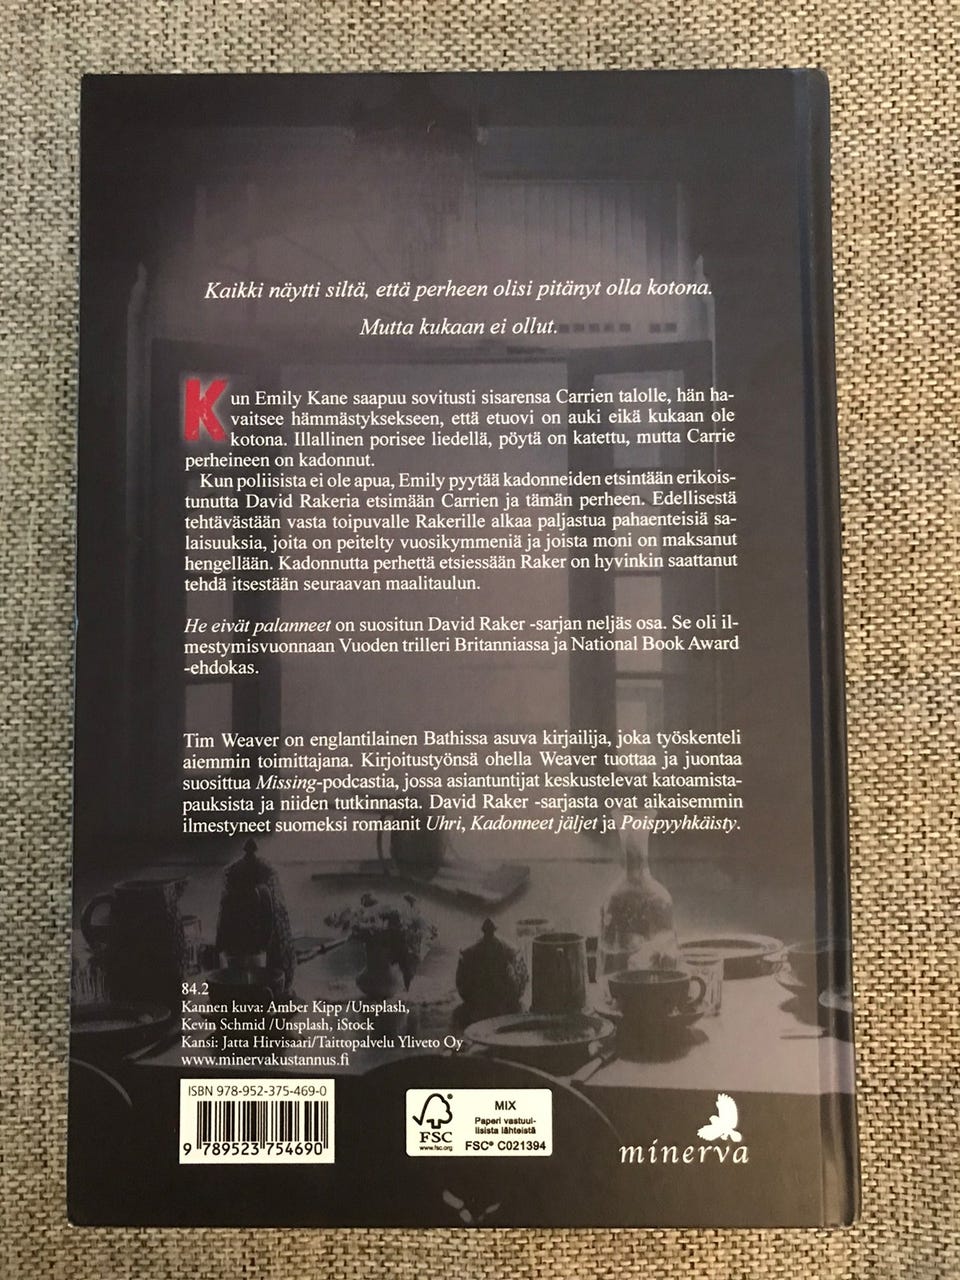 Kaikki näytti siltä, että perheen olisi pitänyt olla kotona.
Mutta kukaan ei ollut.
Kun Emily Kane saapuu sovitusti sisarensa Carrien talolle, hän ha-
vaitsee hämmästyksekseen, että etuovi on auki eikä kukaan ole
kotona. Illallinen porisee liedellä, pöytä on katettu, mutta Carrie
perheineen on kadonnut.
Kun poliisista ei ole apua, Emily pyytää kadonneiden etsintään erikois-
tunutta David Rakeria etsimään Carrien ja tämän perheen. Edellisestä
tehtävästään vasta toipuvalle Rakerille alkaa paljastua pahaenteisiä sa-
laisuuksia, joita on peitelty vuosikymmeniä ja joista moni on maksanut
hengellään. Kadonnutta perhettä etsiessään Raker on hyvinkin saattanut
tehdä itsestään seuraavan maalitaulun.
He eivät palanneet on suositun David Raker -sarjan neljäs osa. Se oli il-
mestymisvuonnaan Vuoden trilleri Britanniassa ja National Book Award
-ehdokas.
Tim Weaver on englantilainen Bathissa asuva kirjailija, joka työskenteli
aiemmin toimittajana. Kirjoitustyönsä ohella Weaver tuottaa ja juontaa
suosittua Missing-podcastia, jossa asiantuntijat keskustelevat katoamista-
pauksista ja niiden tutkinnasta. David Raker -sarjasta ovat aikaisemmin
ilmestyneet suomeksi romaanit Uhri, Kadonneet jäljet ja Poispyyhkäisty.
84.2
Kannen kuva: Amber Kipp /Unsplash,
Kevin Schmid /Unsplash, iStock
Kansi: Jatta Hirvisaari/Taittopalvelu Yliveto Oy
www.minervakustannus.fi
ISBN 978-952-375-469-0
9 789523 754690
FSC
www.fsc.org
MIX
Paperi vastuul-
lisista lähteistä
FSC® C021394
minerva